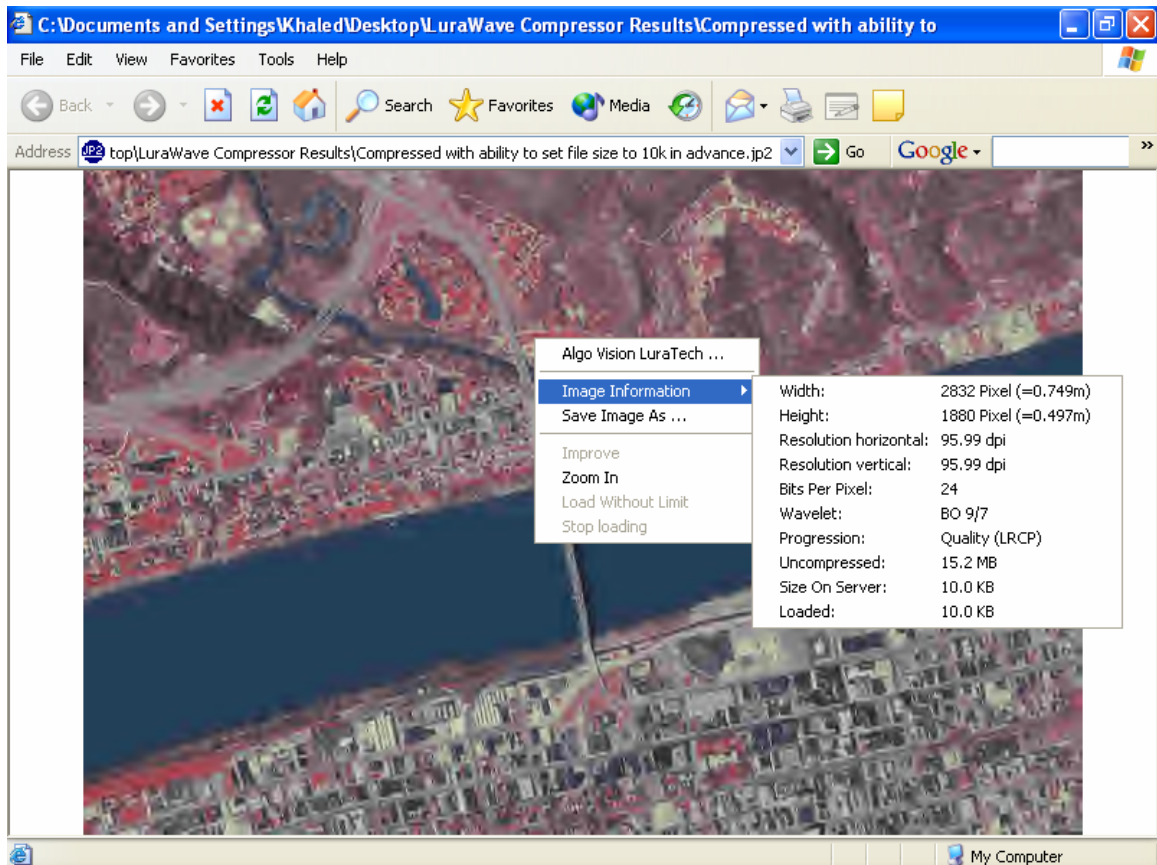 C:\Documents and Settings\Khaled\Desktop\LuraWave Compressor Results\Compressed with ability to
File Edit View Favorites Tools Help
Back Search Favorites Media
Address JP2 top\LuraWave Compressor Results\Compressed with ability to set file size to 10k in advance.jp2 Go Google »
Algo Vision LuraTech ...
Image Information
Save Image As ...
Improve
Zoom In
Load Without Limit
Stop loading
Width: 2832 Pixel (=0.749m)
Height: 1880 Pixel (=0.497m)
Resolution horizontal: 95.99 dpi
Resolution vertical: 95.99 dpi
Bits Per Pixel: 24
Wavelet: BO 9/7
Progression: Quality (LRCP)
Uncompressed: 15.2 MB
Size On Server: 10.0 KB
Loaded: 10.0 KB
My Computer